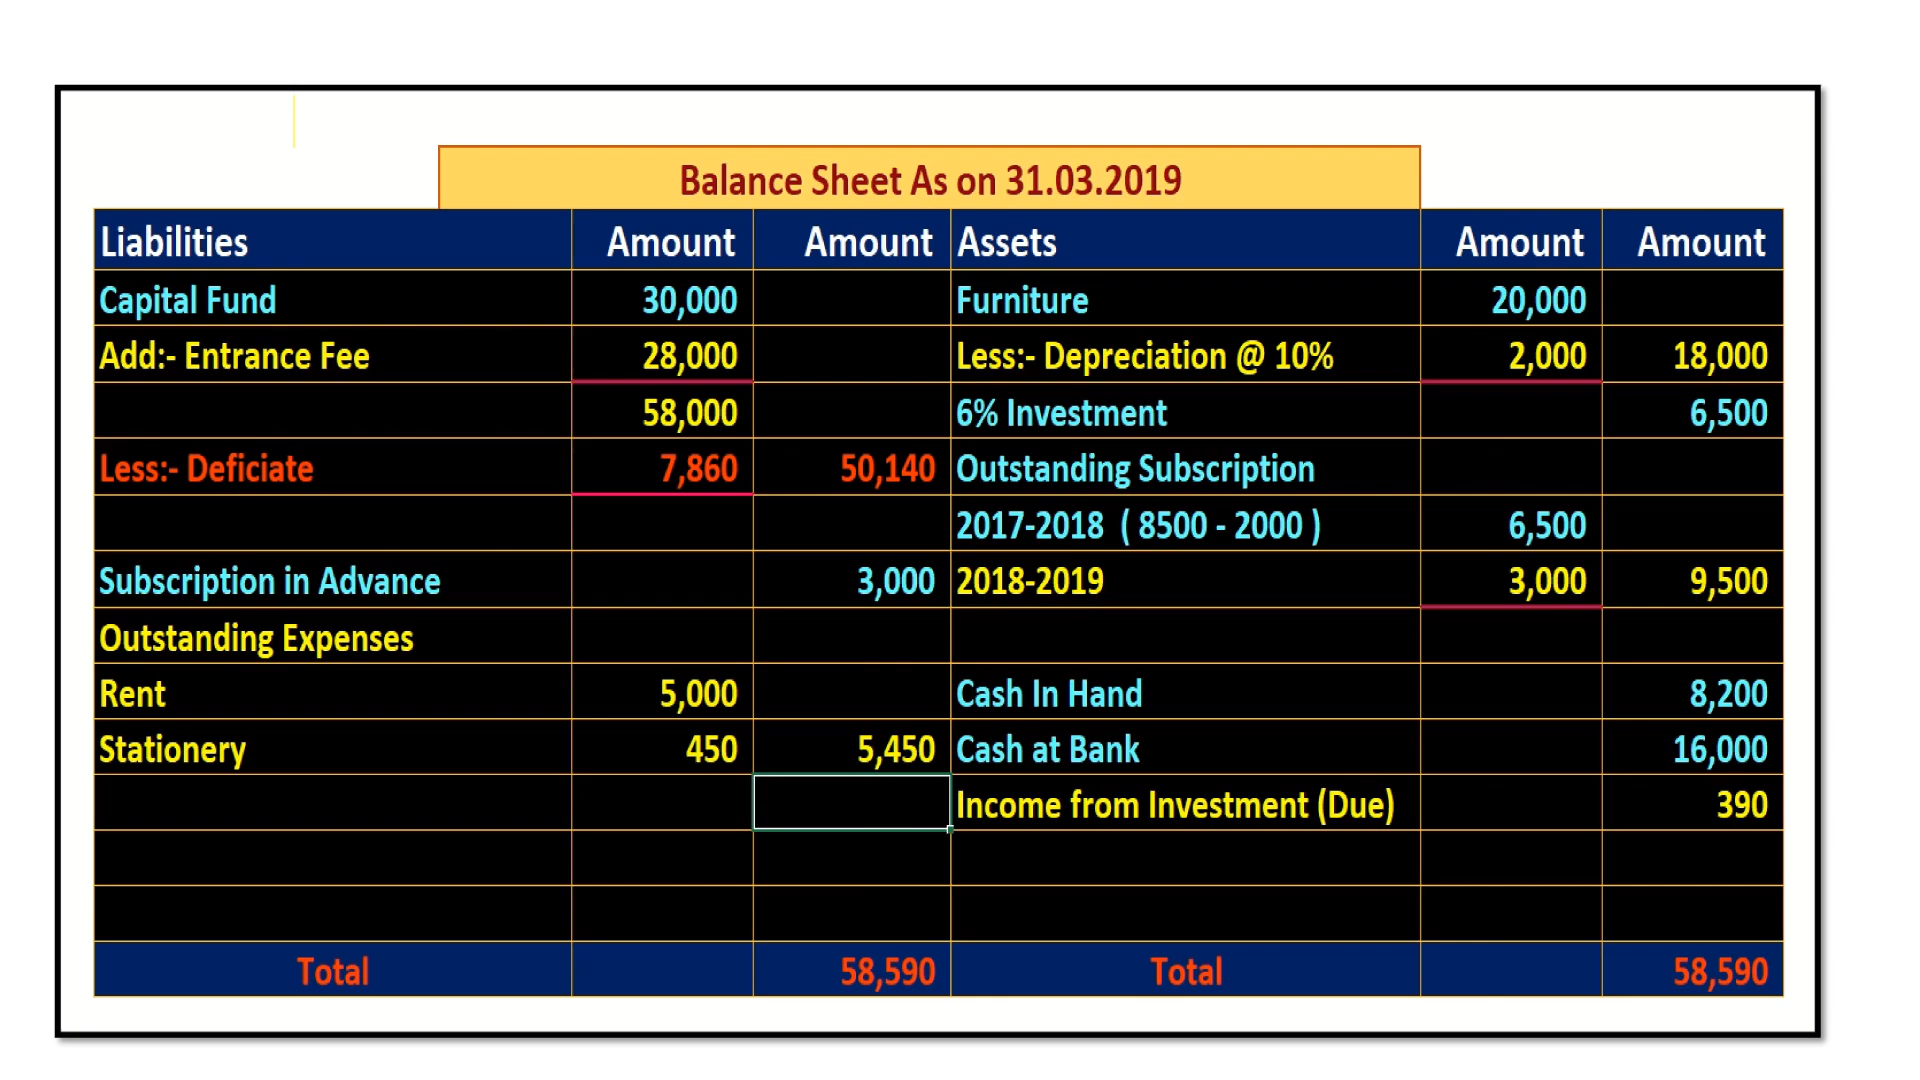 Balance Sheet As on 31.03.2019
Liabilities Amount Amount Assets Amount Amount
Capital Fund 30,000 Furniture 20,000
Add:- Entrance Fee 28,000 Less:- Depreciation @ 10% 2,000 18,000
58,000 6% Investment 6,500
Less:- Deficiate 7,860 50,140 Outstanding Subscription
2017-2018 ( 8500 - 2000 ) 6,500
Subscription in Advance 3,000 2018-2019 3,000 9,500
Outstanding Expenses
Rent 5,000 Cash In Hand 8,200
Stationery 450 5,450 Cash at Bank 16,000
Income from Investment (Due) 390
Total 58,590 Total 58,590